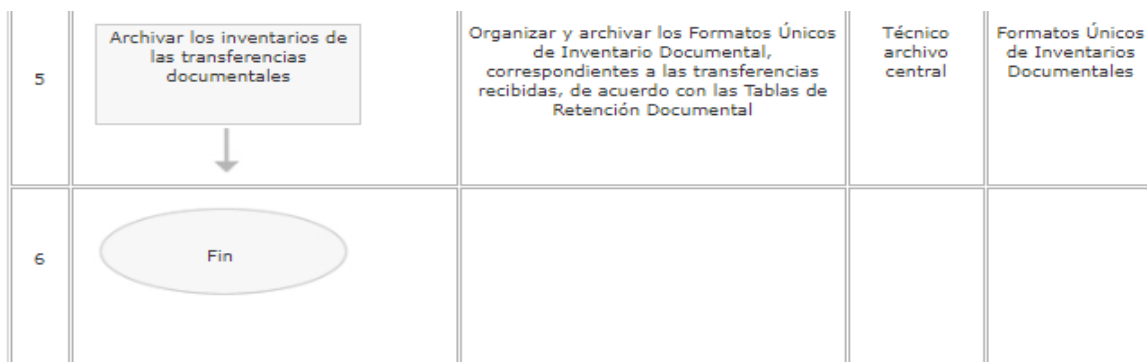 5
Archivar los inventarios de
las transferencias
documentales
Organizar y archivar los Formatos Únicos
de Inventario Documental,
correspondientes a las transferencias
recibidas, de acuerdo con las Tablas de
Retención Documental
Técnico
archivo
central
Formatos Únicos
de Inventarios
Documentales
6
Fin